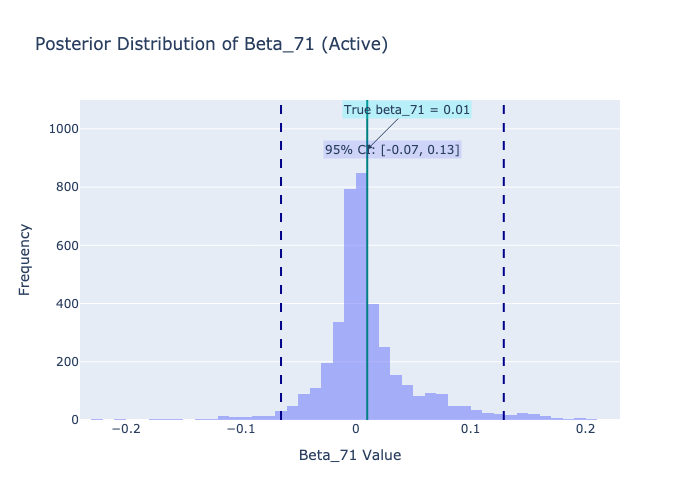 Posterior Distribution of Beta_71 (Active)
True beta_71 = 0.01
95% CI: [-0.07, 0.13]
1000
800
600
400
200
0
Frequency
−0.2
−0.1
0
0.1
0.2
Beta_71 Value